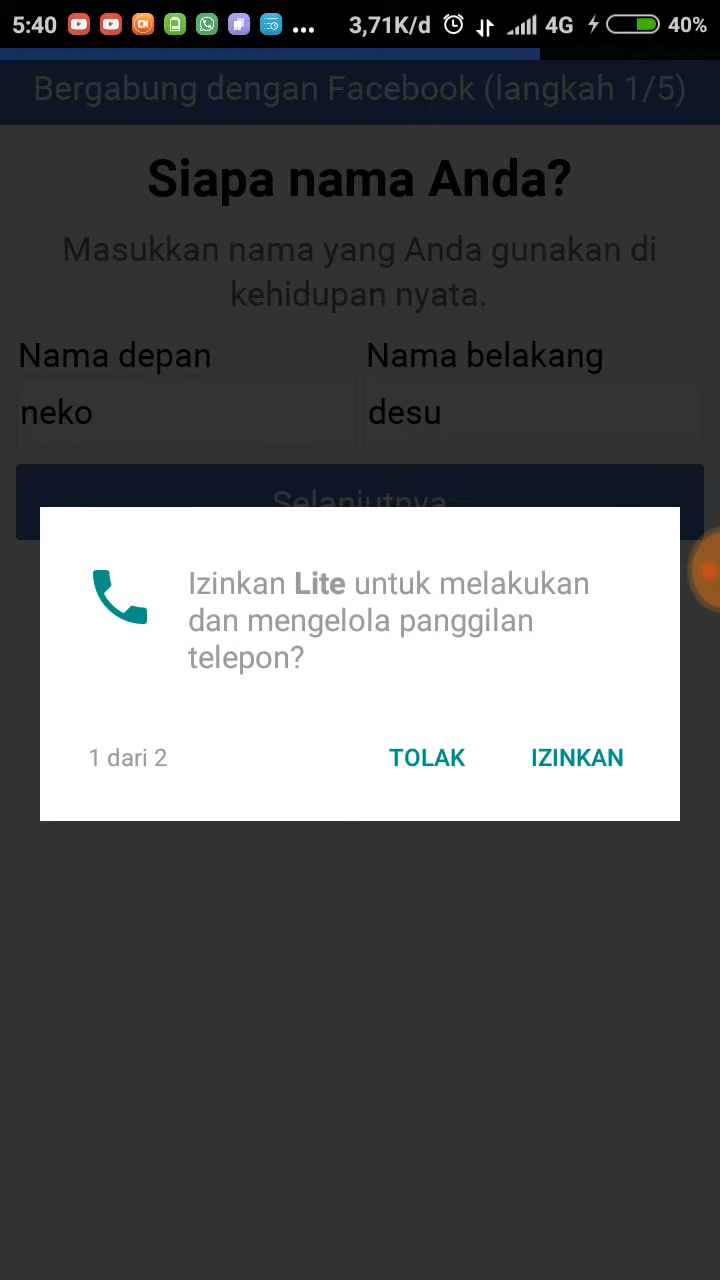 5:40 ... 3,71K/d 4G 40%
Bergabung dengan Facebook (langkah 1/5)
Siapa nama Anda?
Masukkan nama yang Anda gunakan di
kehidupan nyata.
Nama depan Nama belakang
neko desu
Selanjutnya
Izinkan Lite untuk melakukan
dan mengelola panggilan
telepon?
1 dari 2 TOLAK IZINKAN